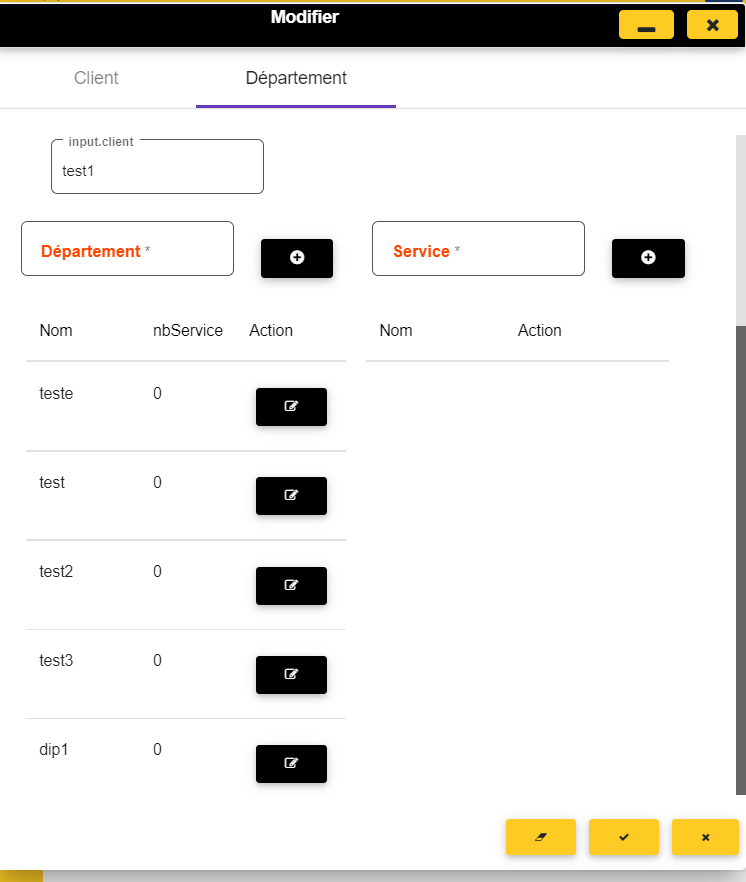 Modifier
Client Département
input.client
test1
Département * Service *
Nom nbService Action Nom Action
teste 0
test 0
test2 0
test3 0
dip1 0